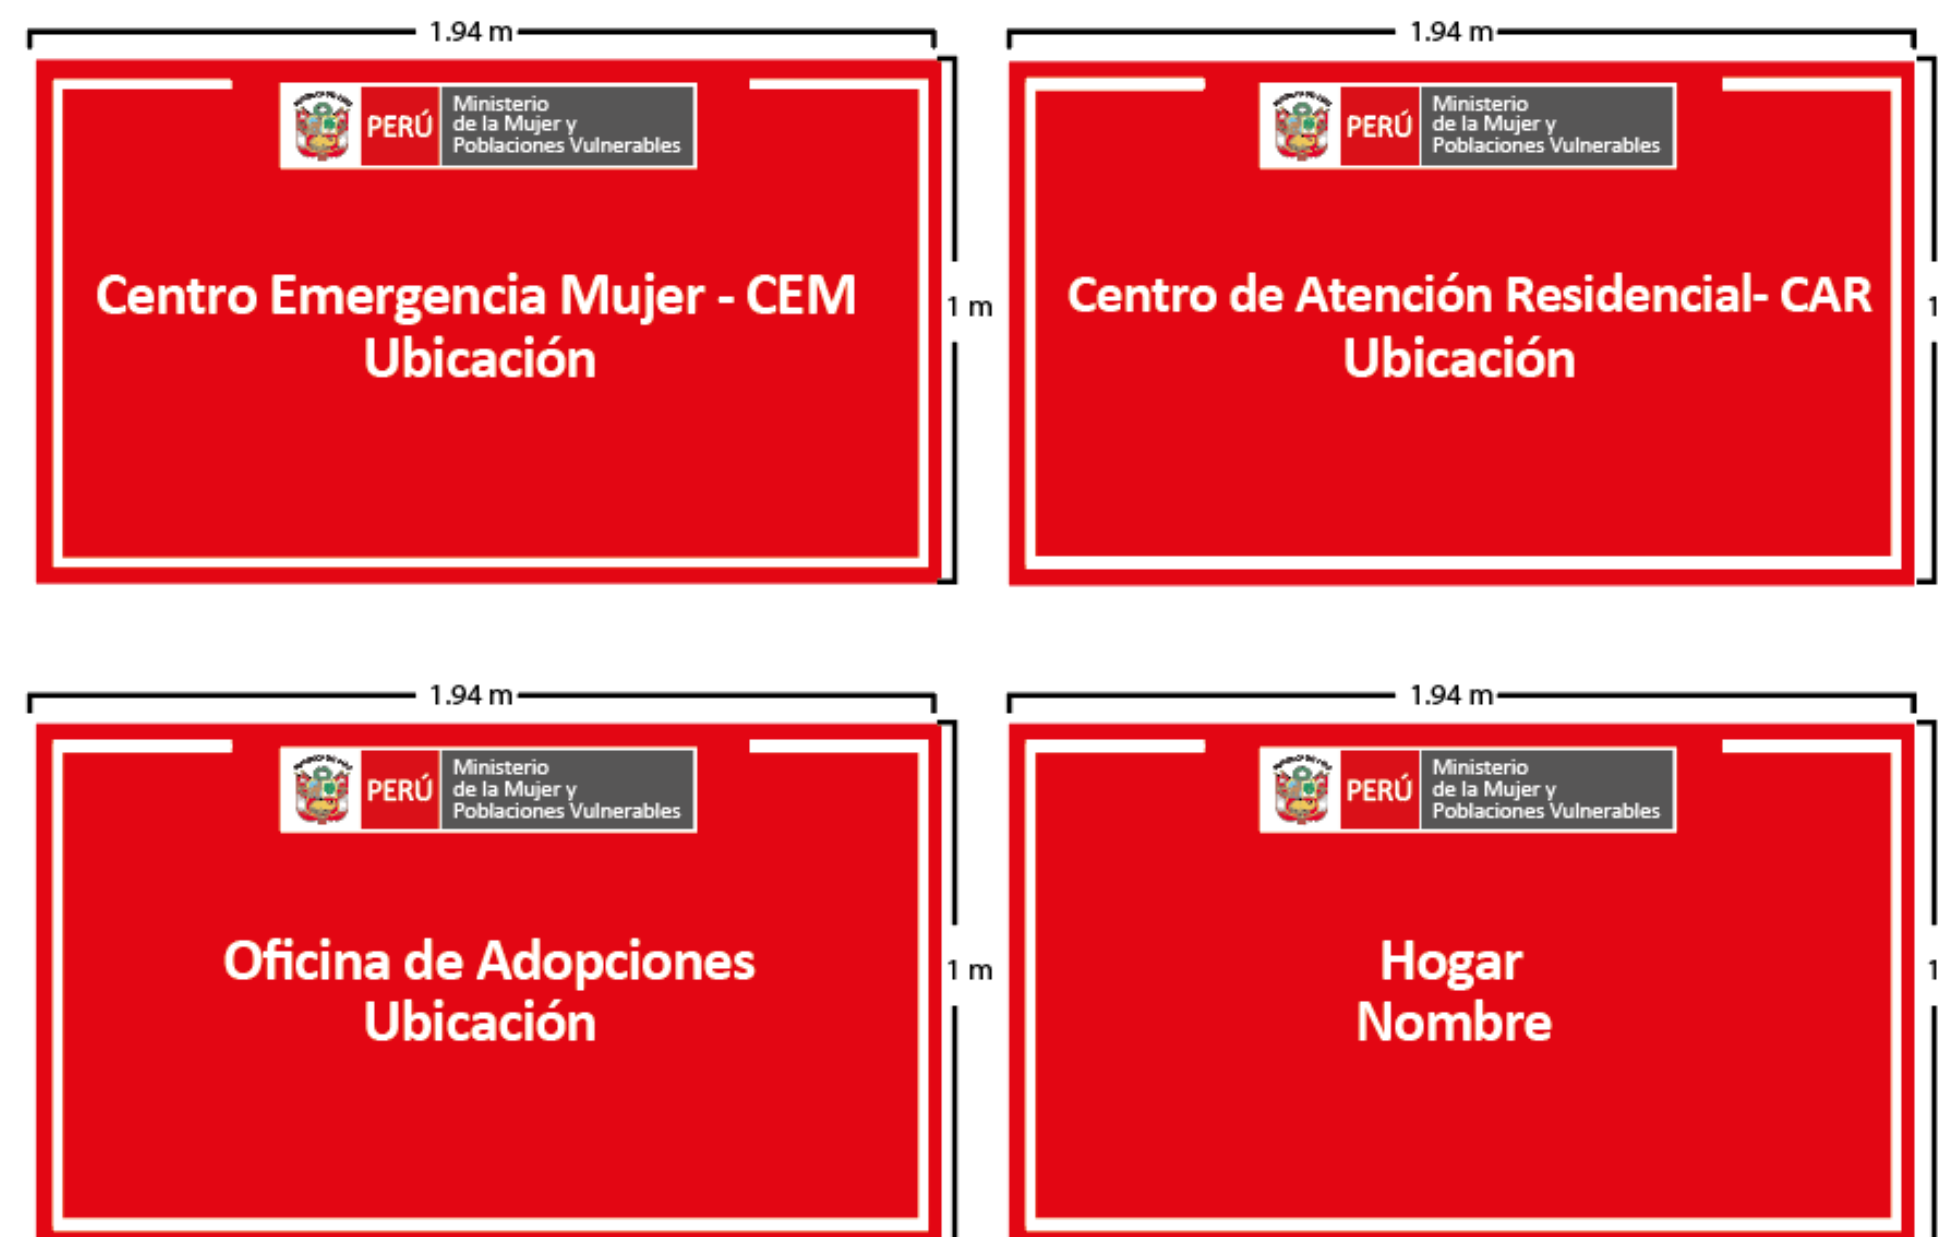 1.94 m
PERÚ
Ministerio
de la Mujer y
Poblaciones Vulnerables
Centro Emergencia Mujer - CEM
Ubicación
1 m
1.94 m
PERÚ
Ministerio
de la Mujer y
Poblaciones Vulnerables
Centro de Atención Residencial- CAR
Ubicación
1
1.94 m
PERÚ
Ministerio
de la Mujer y
Poblaciones Vulnerables
Oficina de Adopciones
Ubicación
1 m
1.94 m
PERÚ
Ministerio
de la Mujer y
Poblaciones Vulnerables
Hogar
Nombre
1